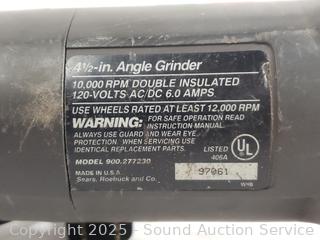 4½-in. Angle Grinder
10,000 RPM DOUBLE INSULATED
120-VOLTS AC/DC 6.0 AMPS.
USE WHEELS RATED AT LEAST 12,000 RPM
WARNING: FOR SAFE OPERATION READ
INSTRUCTION MANUAL.
ALWAYS USE GUARD AND WEAR EYE
PROTECTION. WHEN SERVICING USE
IDENTICAL REPLACEMENT PARTS.
LISTED
406A
UL
MODEL 900.277230
MADE IN U.S.A.
Sears, Roebuck and Co.
97061
Copyright 2025 - Sound Auction Service